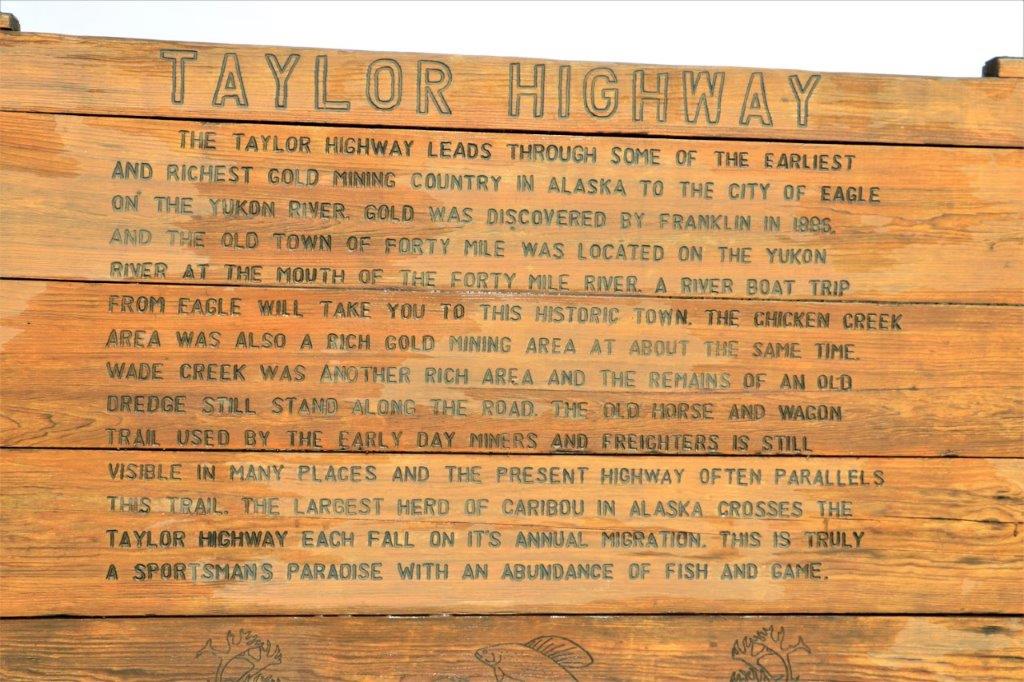 TAYLOR HIGHWAY
THE TAYLOR HIGHWAY LEADS THROUGH SOME OF THE EARLIEST
AND RICHEST GOLD MINING COUNTRY IN ALASKA TO THE CITY OF EAGLE
ON THE YUKON RIVER. GOLD WAS DISCOVERED BY FRANKLIN IN 1886,
AND THE OLD TOWN OF FORTY MILE WAS LOCATED ON THE YUKON
RIVER AT THE MOUTH OF THE FORTY MILE RIVER. A RIVER BOAT TRIP
FROM EAGLE WILL TAKE YOU TO THIS HISTORIC TOWN. THE CHICKEN CREEK
AREA WAS ALSO A RICH GOLD MINING AREA AT ABOUT THE SAME TIME.
WADE CREEK WAS ANOTHER RICH AREA AND THE REMAINS OF AN OLD
DREDGE STILL STAND ALONG THE ROAD. THE OLD HORSE AND WAGON
TRAIL USED BY THE EARLY DAY MINERS AND FREIGHTERS IS STILL
VISIBLE IN MANY PLACES AND THE PRESENT HIGHWAY OFTEN PARALLELS
THIS TRAIL. THE LARGEST HERD OF CARIBOU IN ALASKA CROSSES THE
TAYLOR HIGHWAY EACH FALL ON IT'S ANNUAL MIGRATION. THIS IS TRULY
A SPORTSMANS PARADISE WITH AN ABUNDANCE OF FISH AND GAME.